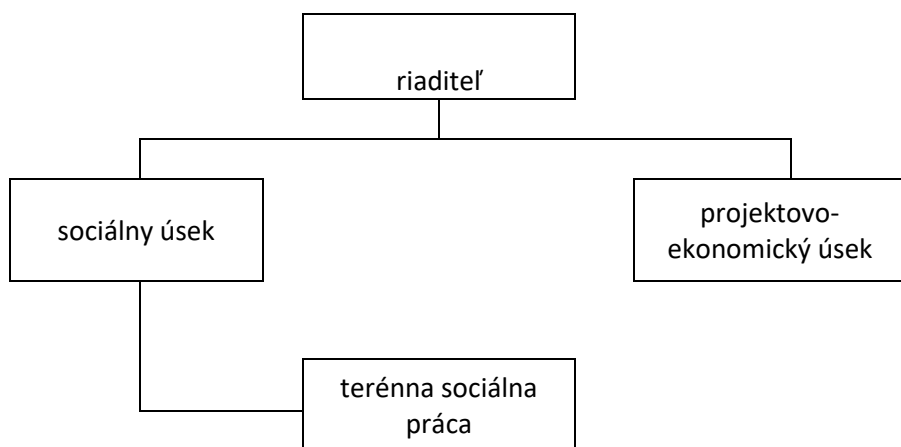 riaditeľ
sociálny úsek
projektovo-
ekonomický úsek
terénna sociálna
práca